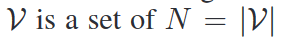 𝒱 is a set of N = |𝒱|